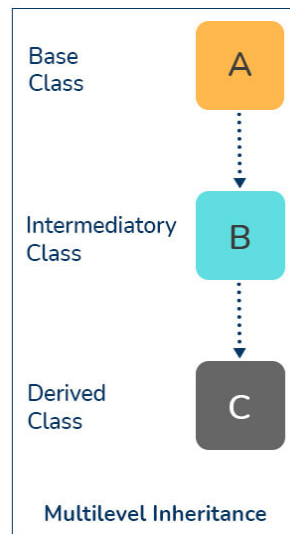 Base
Class
A
Intermediatory
Class
B
Derived
Class
C
Multilevel Inheritance